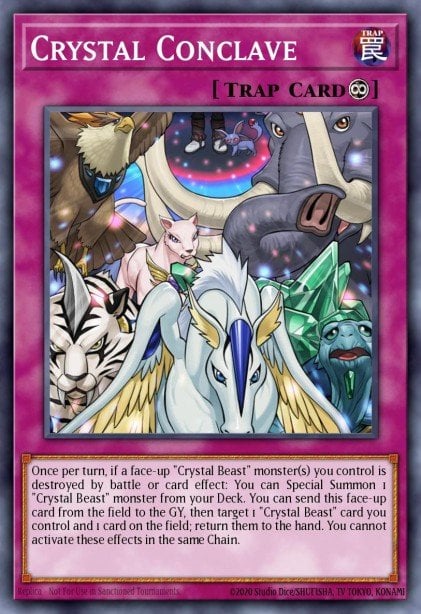 CRYSTAL CONCLAVE
TRAP
罠
[TRAP CARD]
Once per turn, if a face-up "Crystal Beast" monster(s) you control is
destroyed by battle or card effect: You can Special Summon 1
"Crystal Beast" monster from your Deck. You can send this face-up
card from the field to the GY, then target 1 "Crystal Beast" card you
control and 1 card on the field; return them to the hand. You cannot
activate these effects in the same Chain.
Replica - Not For Use in Sanctioned Tournaments
©2020 Studio Dice/SHUEISHA, TV TOKYO, KONAMI